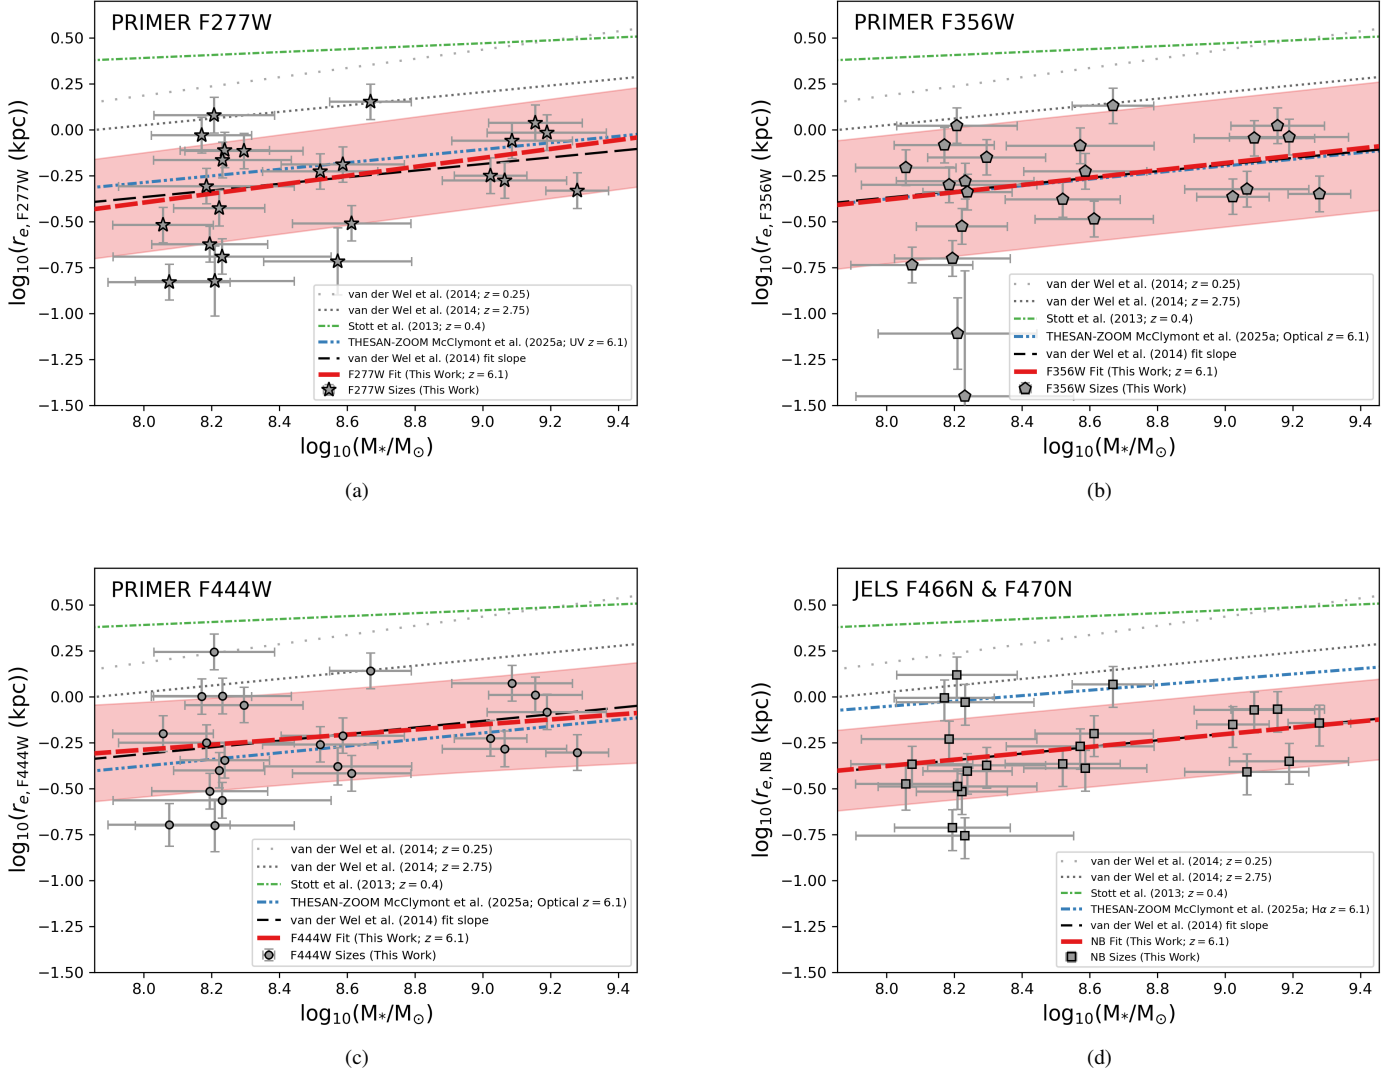 PRIMER F277W
0.50
0.25
0.00
−0.25
−0.50
−0.75
−1.00
−1.25
−1.50
log₁₀(rₑ,F277W (kpc))
van der Wel et al. (2014; z = 0.25)
van der Wel et al. (2014; z = 2.75)
Stott et al. (2013; z = 0.4)
THESAN-ZOOM McClymont et al. (2025a; UV z = 6.1)
van der Wel et al. (2014) fit slope
F277W Fit (This Work; z = 6.1)
F277W Sizes (This Work)
8.0 8.2 8.4 8.6 8.8 9.0 9.2 9.4
log₁₀(M*/M⊙)
(a)
PRIMER F356W
0.50
0.25
0.00
−0.25
−0.50
−0.75
−1.00
−1.25
−1.50
log₁₀(rₑ,F356W (kpc))
van der Wel et al. (2014; z = 0.25)
van der Wel et al. (2014; z = 2.75)
Stott et al. (2013; z = 0.4)
THESAN-ZOOM McClymont et al. (2025a; Optical z = 6.1)
van der Wel et al. (2014) fit slope
F356W Fit (This Work; z = 6.1)
F356W Sizes (This Work)
8.0 8.2 8.4 8.6 8.8 9.0 9.2 9.4
log₁₀(M*/M⊙)
(b)
PRIMER F444W
0.50
0.25
0.00
−0.25
−0.50
−0.75
−1.00
−1.25
−1.50
log₁₀(rₑ,F444W (kpc))
van der Wel et al. (2014; z = 0.25)
van der Wel et al. (2014; z = 2.75)
Stott et al. (2013; z = 0.4)
THESAN-ZOOM McClymont et al. (2025a; Optical z = 6.1)
van der Wel et al. (2014) fit slope
F444W Fit (This Work; z = 6.1)
F444W Sizes (This Work)
8.0 8.2 8.4 8.6 8.8 9.0 9.2 9.4
log₁₀(M*/M⊙)
(c)
JELS F466N & F470N
0.50
0.25
0.00
−0.25
−0.50
−0.75
−1.00
−1.25
−1.50
log₁₀(rₑ,NB (kpc))
van der Wel et al. (2014; z = 0.25)
van der Wel et al. (2014; z = 2.75)
Stott et al. (2013; z = 0.4)
THESAN-ZOOM McClymont et al. (2025a; Hα z = 6.1)
van der Wel et al. (2014) fit slope
NB Fit (This Work; z = 6.1)
NB Sizes (This Work)
8.0 8.2 8.4 8.6 8.8 9.0 9.2 9.4
log₁₀(M*/M⊙)
(d)